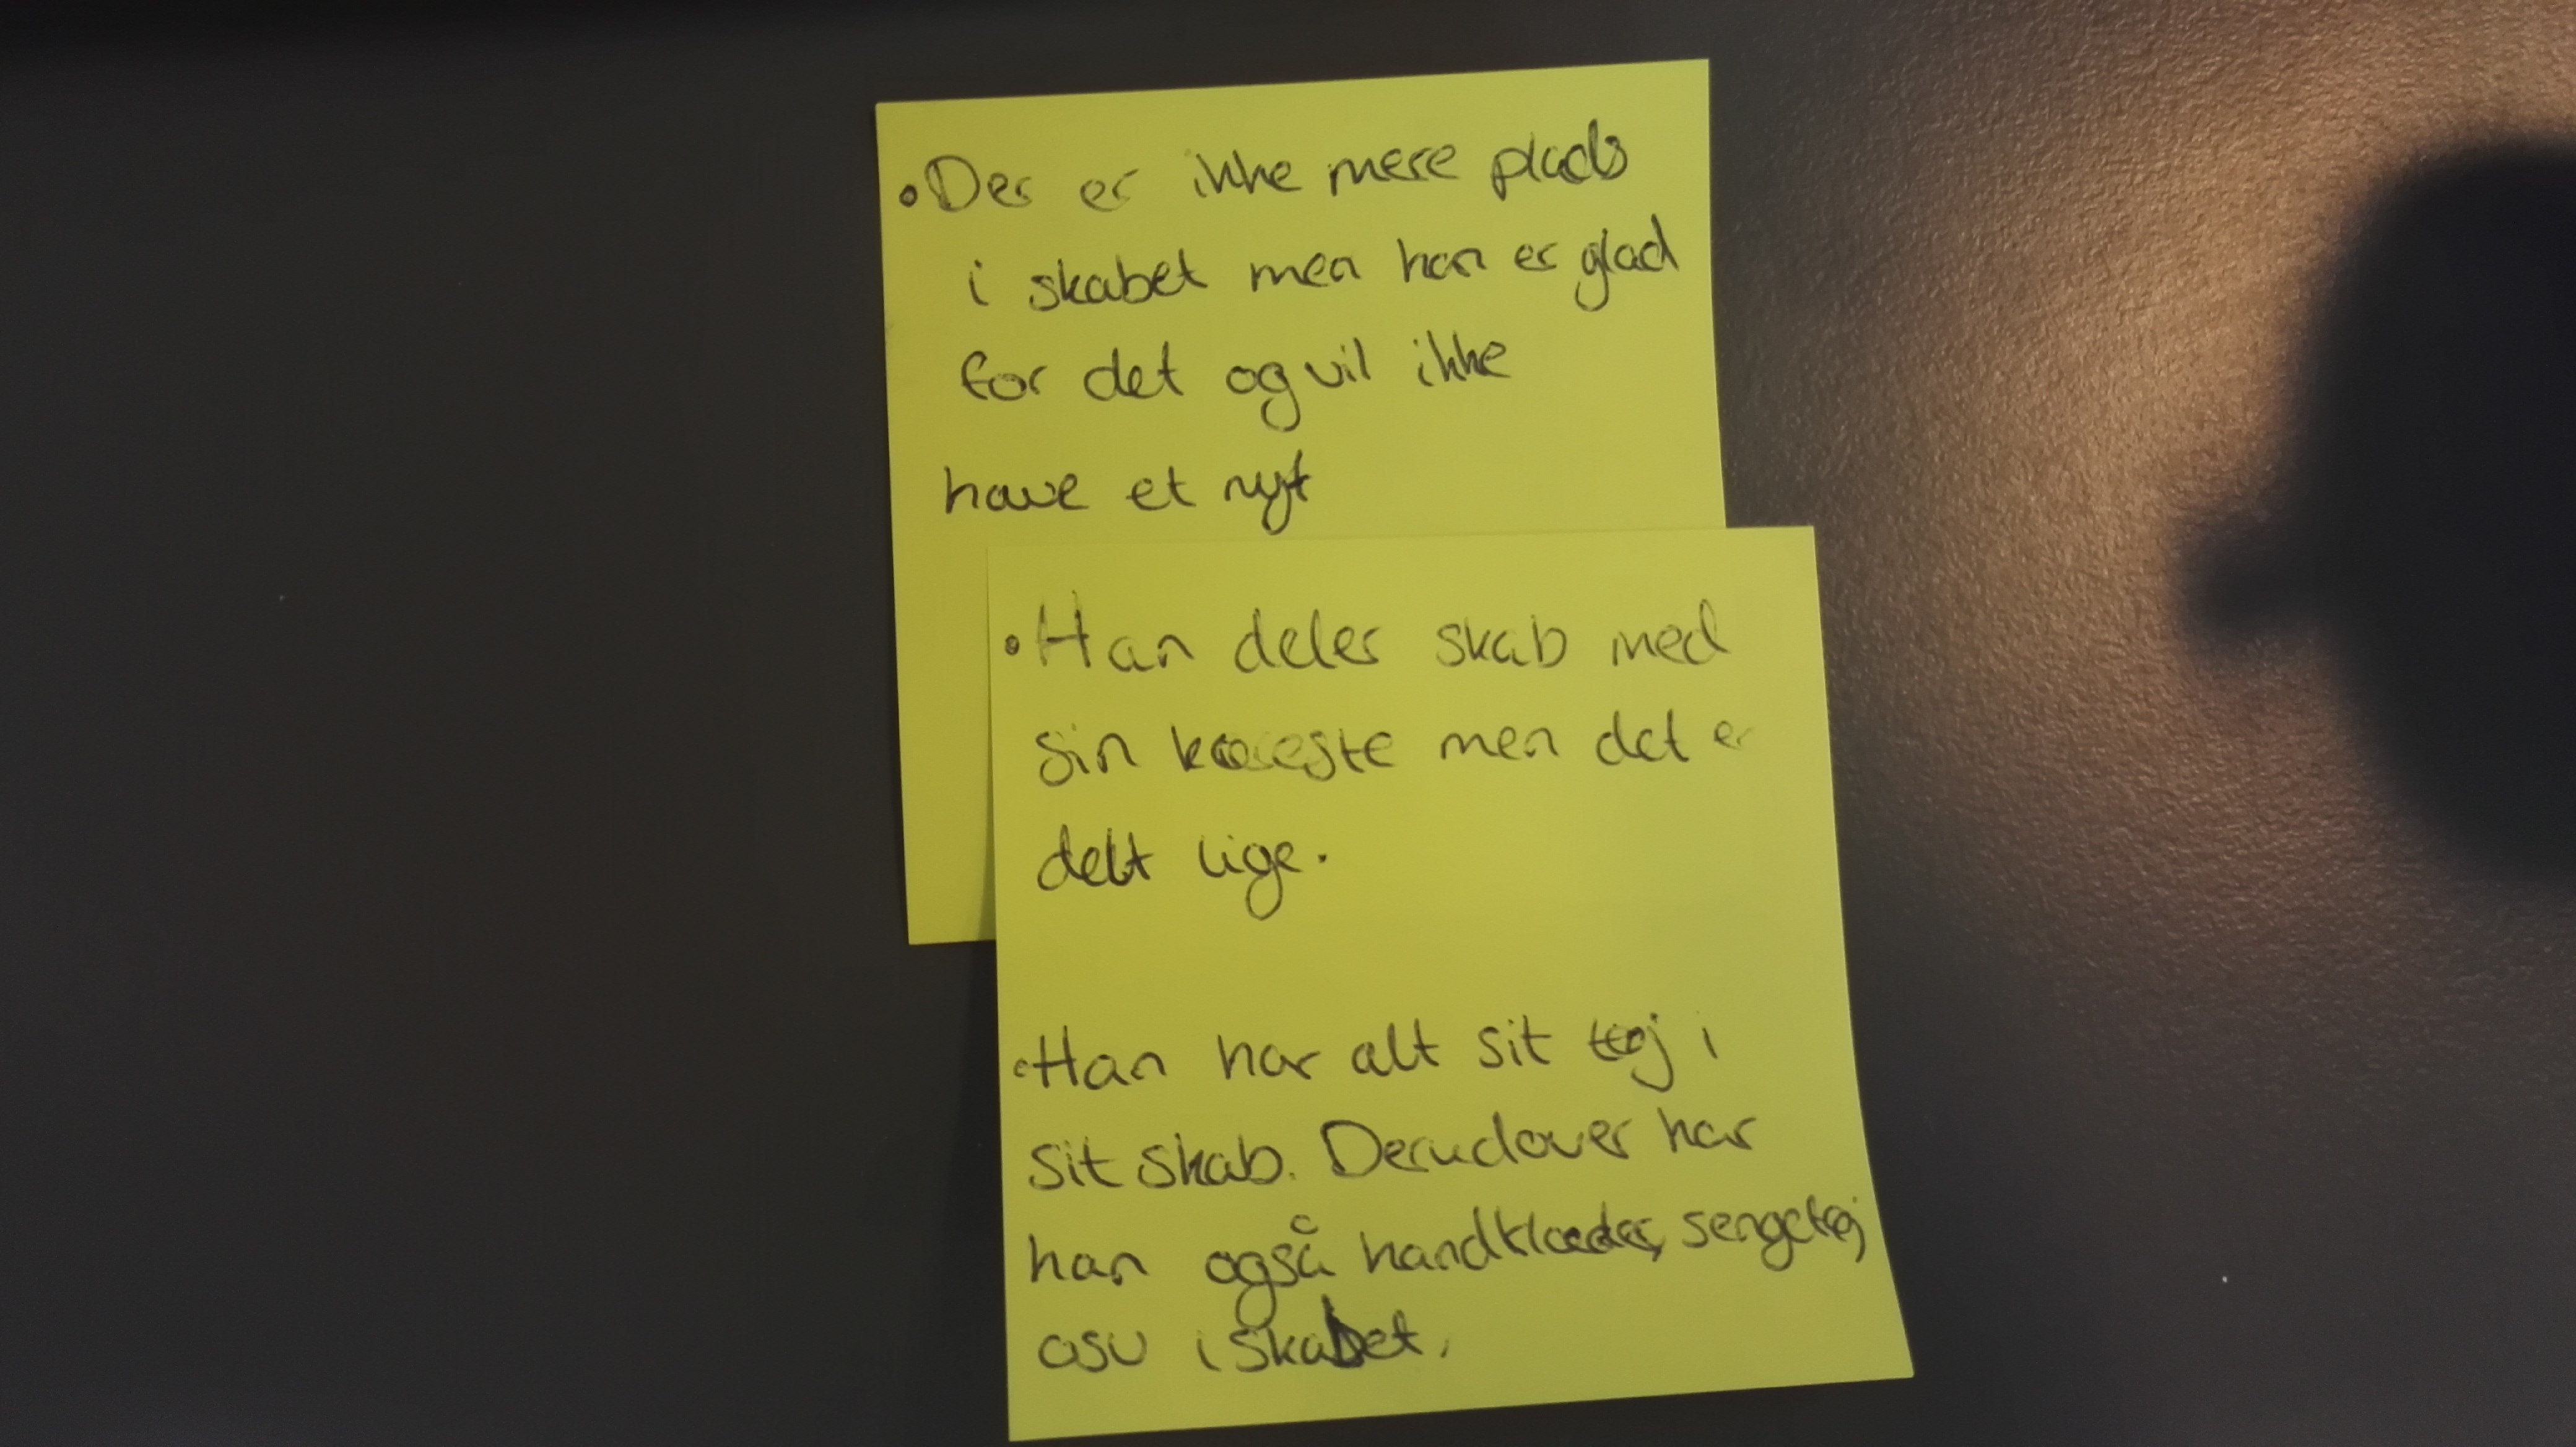 • Der er ikke mere plads
i skabet men han er glad
for det og vil ikke
have et nyt
• Han deler skab med
sin kæreste men det er
delt lige.
• Han har alt sit tøj i
sit skab. Derudover har
han også handklæder, sengetøj
osv i skabet.